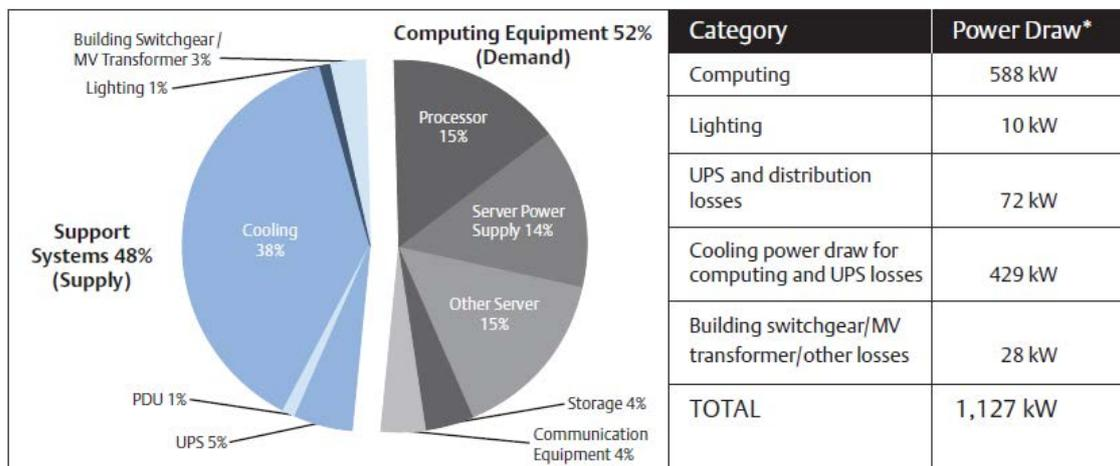 Building Switchgear /
MV Transformer 3%
Lighting 1%
Computing Equipment 52%
(Demand)
Processor
15%
Server Power
Supply 14%
Other Server
15%
Storage 4%
Communication
Equipment 4%
Cooling
38%
Support
Systems 48%
(Supply)
PDU 1%
UPS 5%
Category Power Draw*
Computing 588 kW
Lighting 10 kW
UPS and distribution
losses 72 kW
Cooling power draw for
computing and UPS losses 429 kW
Building switchgear/MV
transformer/other losses 28 kW
TOTAL 1,127 kW